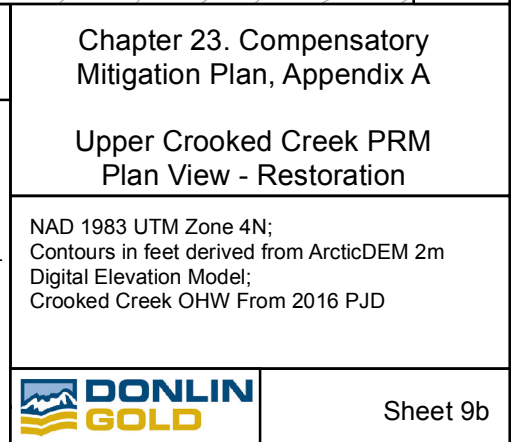 Chapter 23. Compensatory
Mitigation Plan, Appendix A
Upper Crooked Creek PRM
Plan View - Restoration
NAD 1983 UTM Zone 4N;
Contours in feet derived from ArcticDEM 2m
Digital Elevation Model;
Crooked Creek OHW From 2016 PJD
DONLIN
GOLD
Sheet 9b